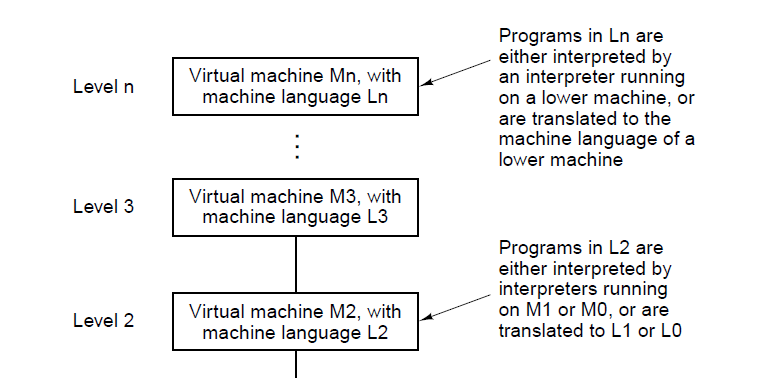 Programs in Ln are
either interpreted by
an interpreter running
on a lower machine, or
are translated to the
machine language of a
lower machine
Level n
Virtual machine Mn, with
machine language Ln
Level 3
Virtual machine M3, with
machine language L3
Programs in L2 are
either interpreted by
interpreters running
on M1 or M0, or are
translated to L1 or L0
Level 2
Virtual machine M2, with
machine language L2